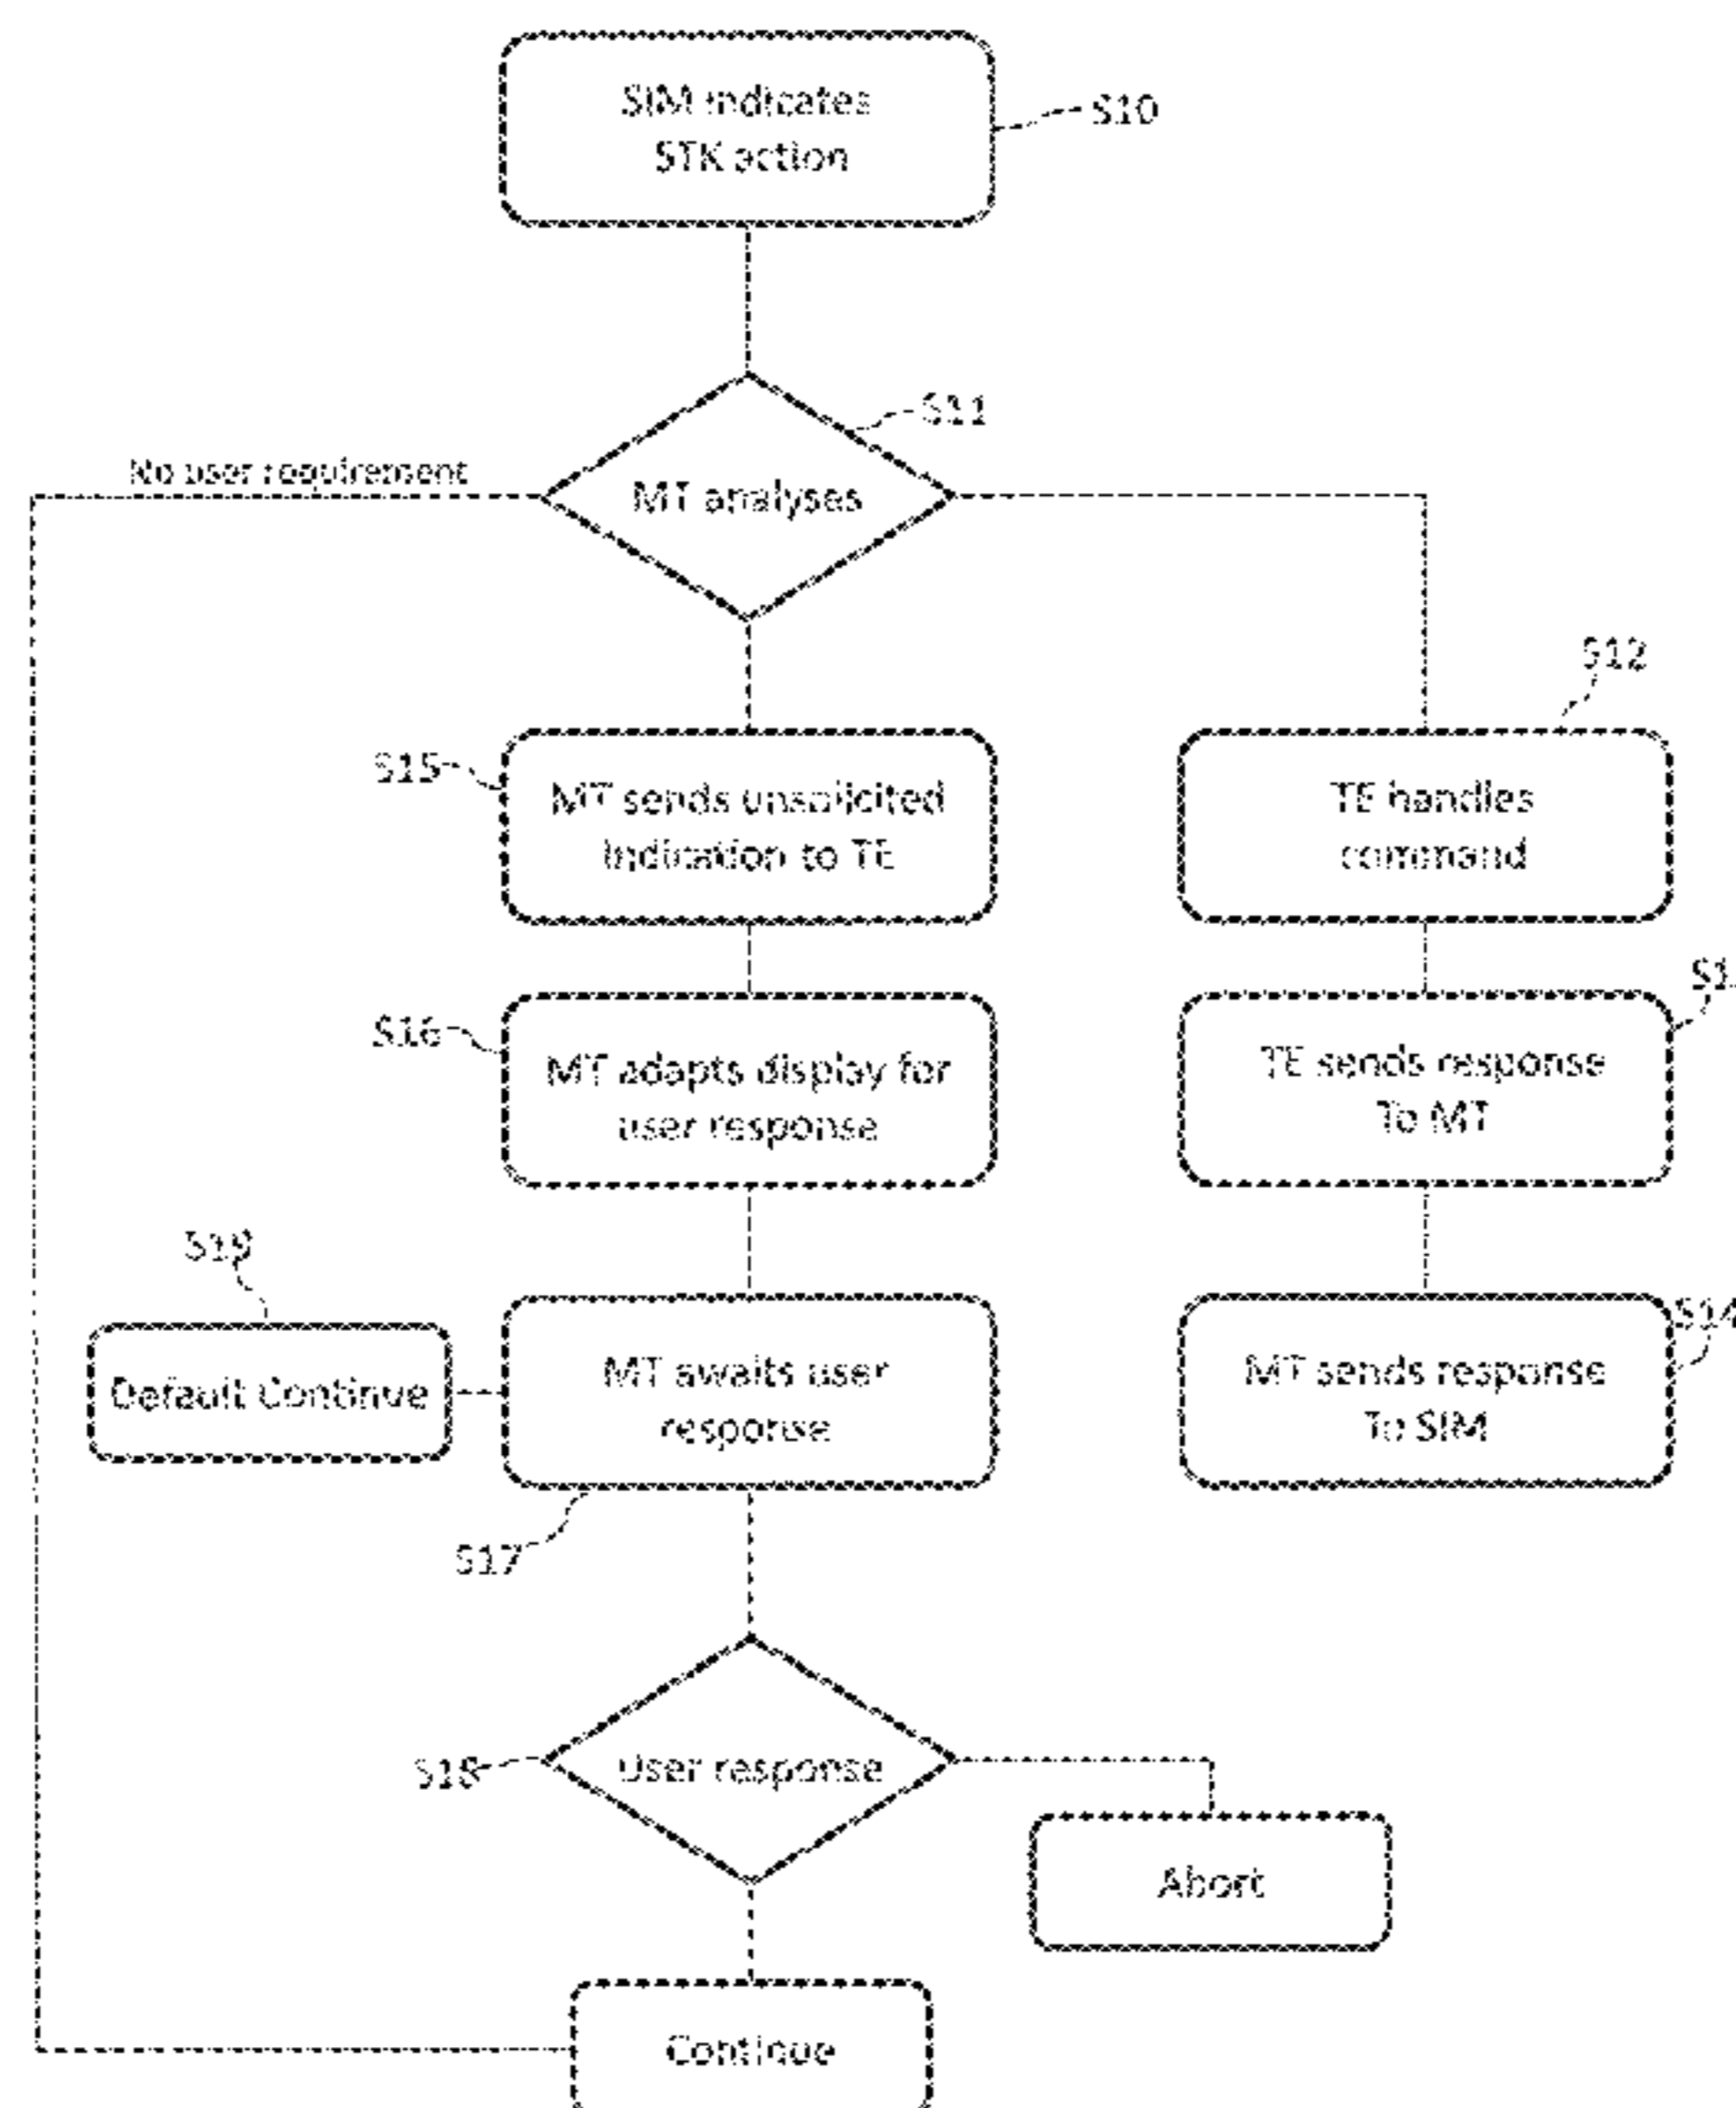 SIM indicates
STK action
S10
S11
No user requirement
MT analyses
S12
S15
MT sends unsolicited
Indication to TE
TE handles
command
S16
MT adapts display for
user response
S1
TE sends response
To MT
S19
Default Continue
MT awaits user
response
S14
MT sends response
To SIM
S17
S18
User response
Abort
Continue